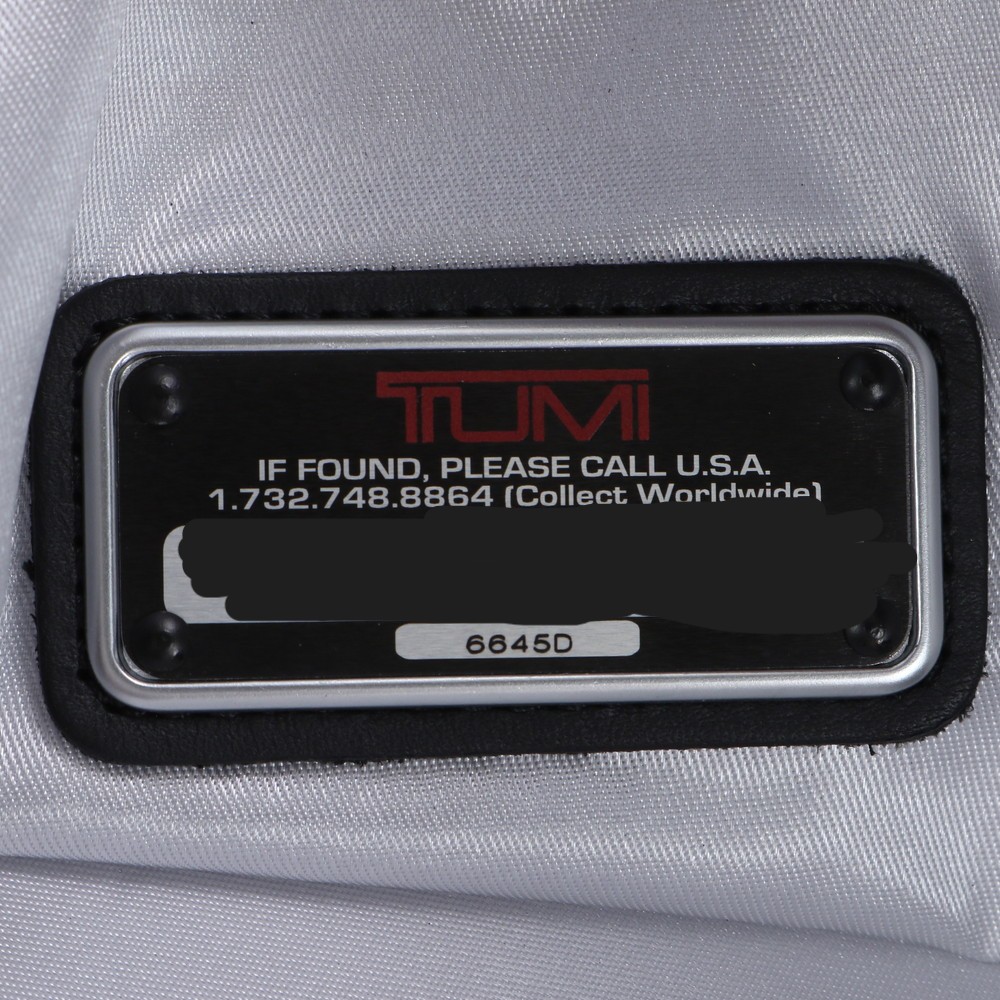 TUMI
IF FOUND, PLEASE CALL U.S.A.
1.732.748.8864 (Collect Worldwide)
6645D